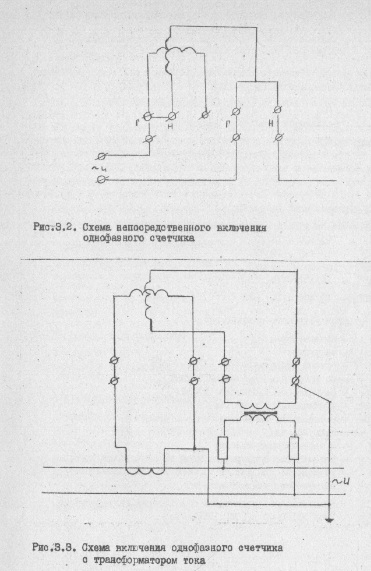 Г
Н
Г
Н
~u
Рис.3.2. Схема непосредственного включения
однофазного счетчика
~U
Рис.3.3. Схема включения однофазного счетчика
с трансформатором тока